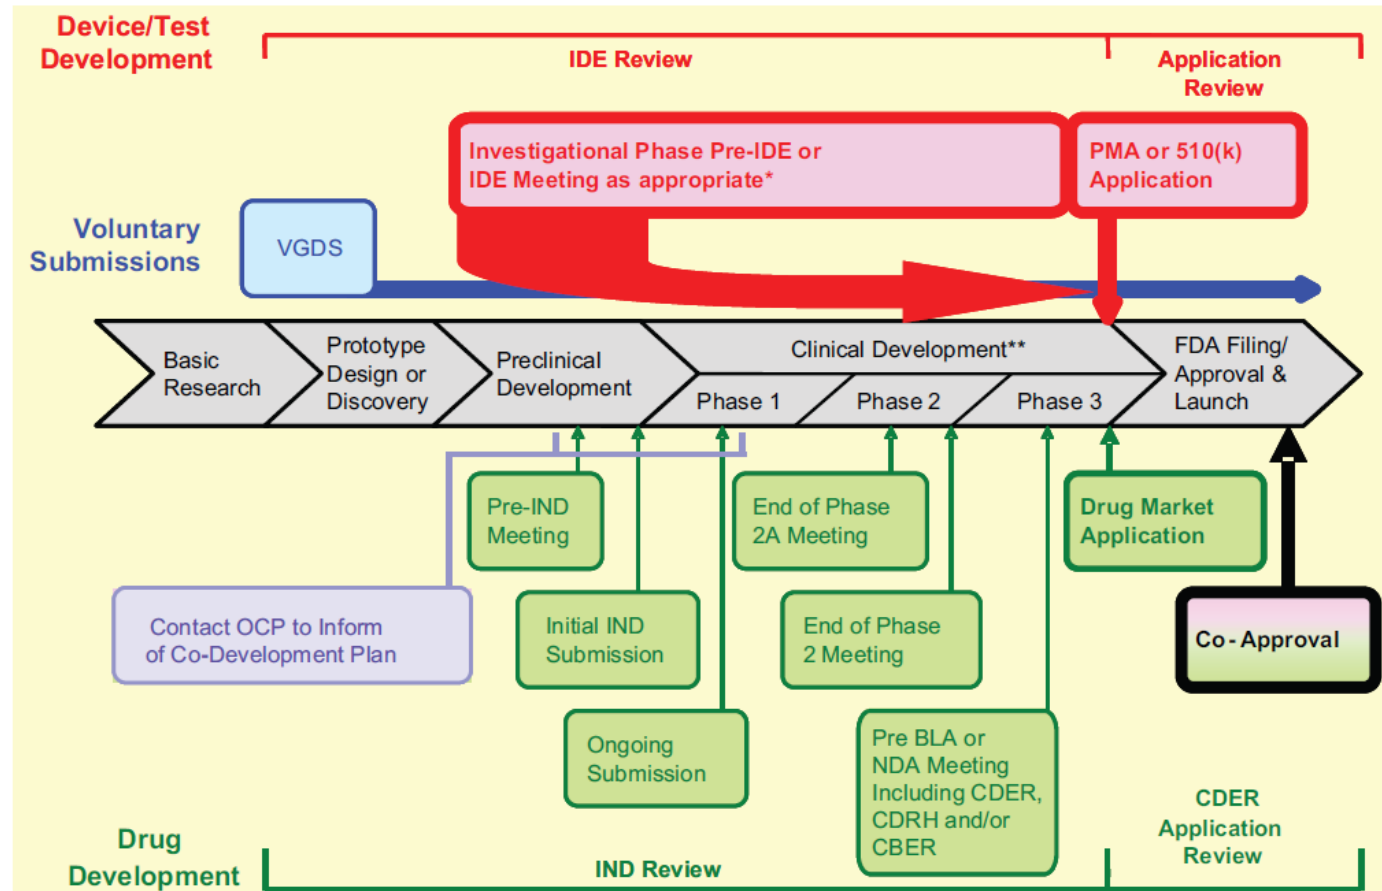 Device/Test
Development
IDE Review
Application
Review
Investigational Phase Pre-IDE or
IDE Meeting as appropriate*
PMA or 510(k)
Application
Voluntary
Submissions
VGDS
Basic
Research
Prototype
Design or
Discovery
Preclinical
Development
Clinical Development**
Phase 1
Phase 2
Phase 3
FDA Filing/
Approval &
Launch
Pre-IND
Meeting
End of Phase
2A Meeting
Drug Market
Application
Contact OCP to Inform
of Co-Development Plan
Initial IND
Submission
End of Phase
2 Meeting
Co-Approval
Ongoing
Submission
Pre BLA or
NDA Meeting
Including CDER,
CDRH and/or
CBER
CDER
Application
Review
Drug
Development
IND Review